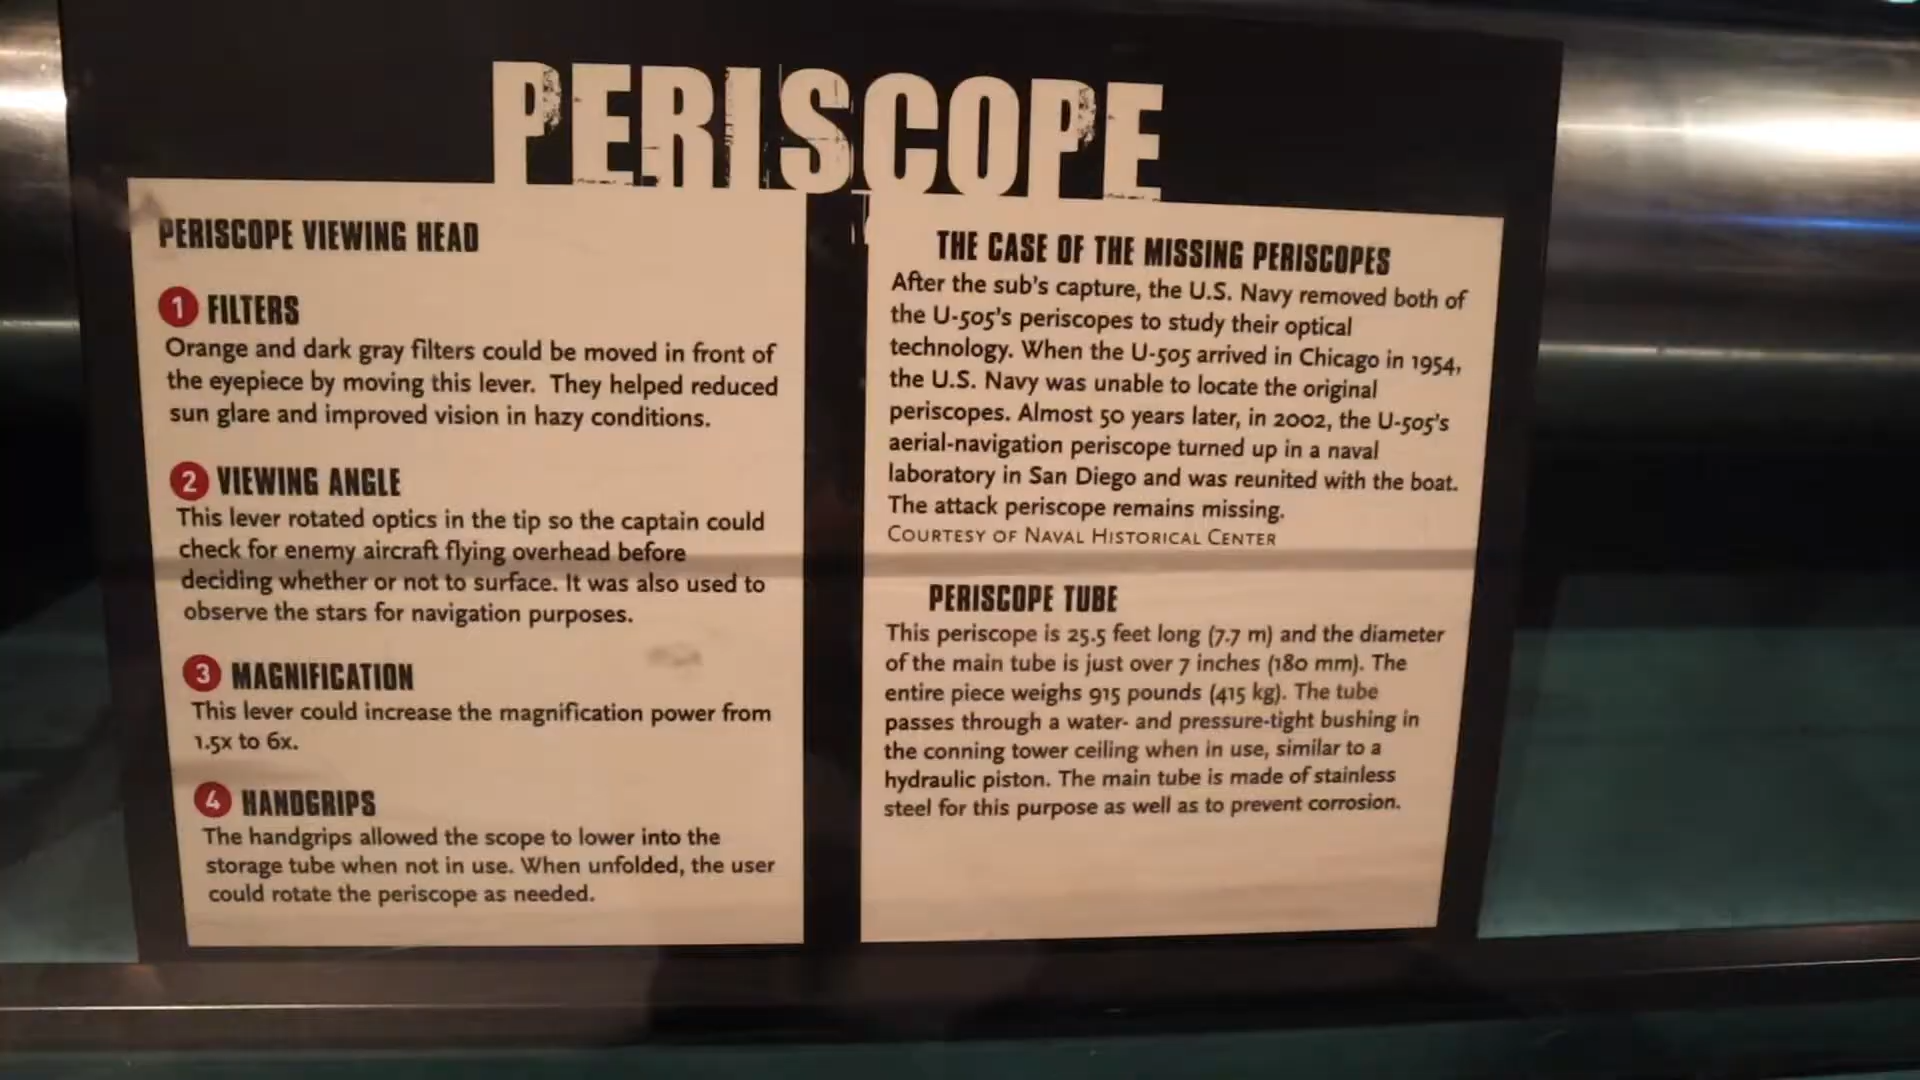 PERISCOPE
PERISCOPE VIEWING HEAD
1 FILTERS
Orange and dark gray filters could be moved in front of
the eyepiece by moving this lever. They helped reduced
sun glare and improved vision in hazy conditions.
2 VIEWING ANGLE
This lever rotated optics in the tip so the captain could
check for enemy aircraft flying overhead before
deciding whether or not to surface. It was also used to
observe the stars for navigation purposes.
3 MAGNIFICATION
This lever could increase the magnification power from
1.5x to 6x.
4 HANDGRIPS
The handgrips allowed the scope to lower into the
storage tube when not in use. When unfolded, the user
could rotate the periscope as needed.
THE CASE OF THE MISSING PERISCOPES
After the sub's capture, the U.S. Navy removed both of
the U-505's periscopes to study their optical
technology. When the U-505 arrived in Chicago in 1954,
the U.S. Navy was unable to locate the original
periscopes. Almost 50 years later, in 2002, the U-505's
aerial-navigation periscope turned up in a naval
laboratory in San Diego and was reunited with the boat.
The attack periscope remains missing.
COURTESY OF NAVAL HISTORICAL CENTER
PERISCOPE TUBE
This periscope is 25.5 feet long (7.7 m) and the diameter
of the main tube is just over 7 inches (180 mm). The
entire piece weighs 915 pounds (415 kg). The tube
passes through a water- and pressure-tight bushing in
the conning tower ceiling when in use, similar to a
hydraulic piston. The main tube is made of stainless
steel for this purpose as well as to prevent corrosion.